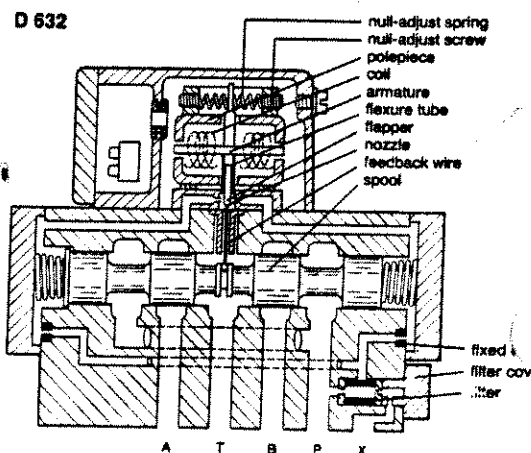 D 632
null-adjust spring
null-adjust screw
polepiece
coil
armature
flexure tube
flapper
nozzle
feedback wire
spool
fixed
filter cov
A T B P X